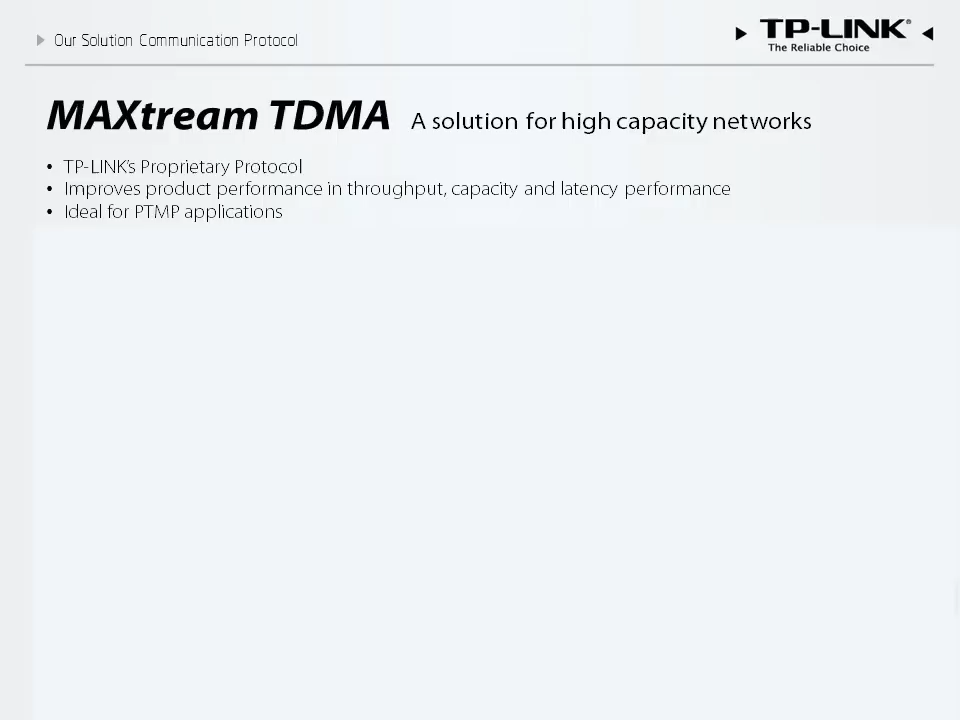 Our Solution Communication Protocol
TP-LINK®
The Reliable Choice
MAXtream TDMA A solution for high capacity networks
• TP-LINK's Proprietary Protocol
• Improves product performance in throughput, capacity and latency performance
• Ideal for PTMP applications